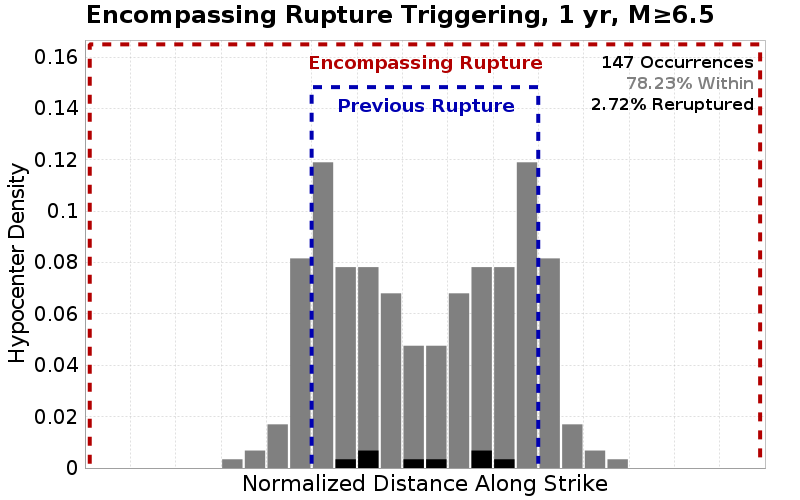 Encompassing Rupture Triggering, 1 yr, M≥6.5
0.16
0.14
0.12
0.1
0.08
0.06
0.04
0.02
0
Hypocenter Density
Encompassing Rupture
Previous Rupture
147 Occurrences
78.23% Within
2.72% Reruptured
Normalized Distance Along Strike